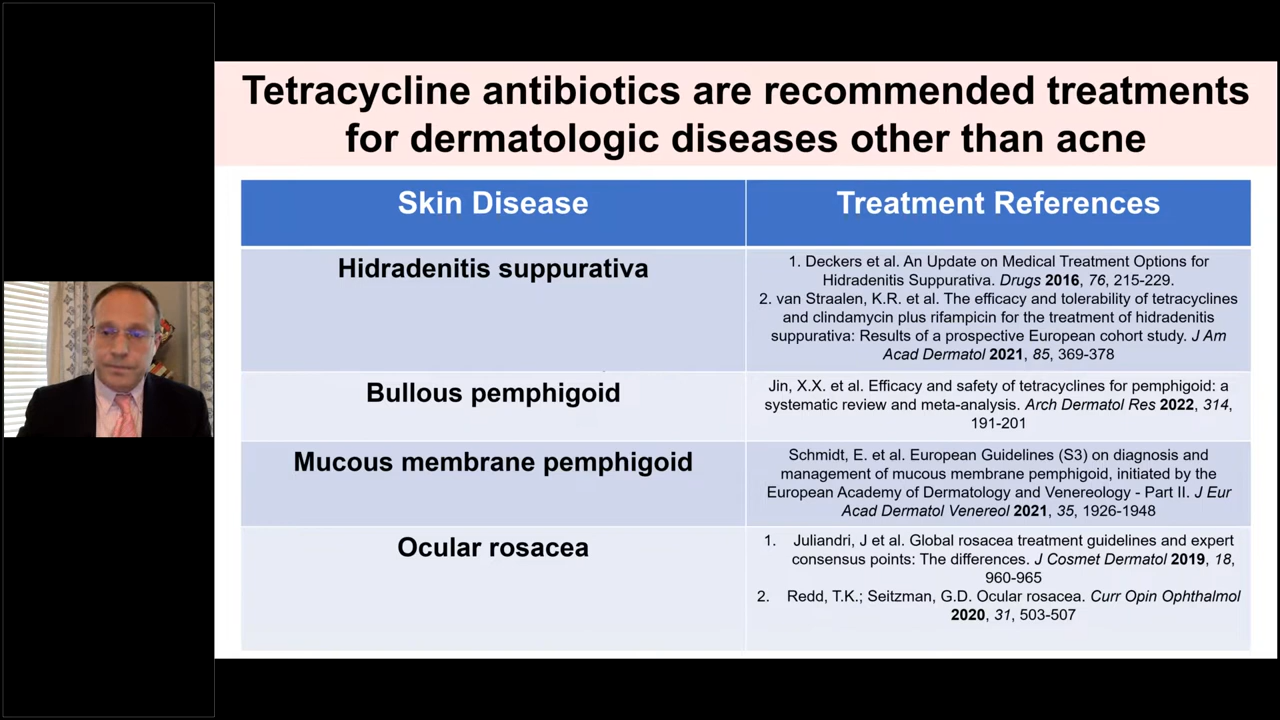 Tetracycline antibiotics are recommended treatments
for dermatologic diseases other than acne
Skin Disease
Treatment References
Hidradenitis suppurativa
1. Deckers et al. An Update on Medical Treatment Options for
Hidradenitis Suppurativa. Drugs 2016, 76, 215-229.
2. van Straalen, K.R. et al. The efficacy and tolerability of tetracyclines
and clindamycin plus rifampicin for the treatment of hidradenitis
suppurativa: Results of a prospective European cohort study. J Am
Acad Dermatol 2021, 85, 369-378
Bullous pemphigoid
Jin, X.X. et al. Efficacy and safety of tetracyclines for pemphigoid: a
systematic review and meta-analysis. Arch Dermatol Res 2022, 314,
191-201
Mucous membrane pemphigoid
Schmidt, E. et al. European Guidelines (S3) on diagnosis and
management of mucous membrane pemphigoid, initiated by the
European Academy of Dermatology and Venereology - Part II. J Eur
Acad Dermatol Venereol 2021, 35, 1926-1948
Ocular rosacea
1. Juliandri, J et al. Global rosacea treatment guidelines and expert
consensus points: The differences. J Cosmet Dermatol 2019, 18,
960-965
2. Redd, T.K.; Seitzman, G.D. Ocular rosacea. Curr Opin Ophthalmol
2020, 31, 503-507